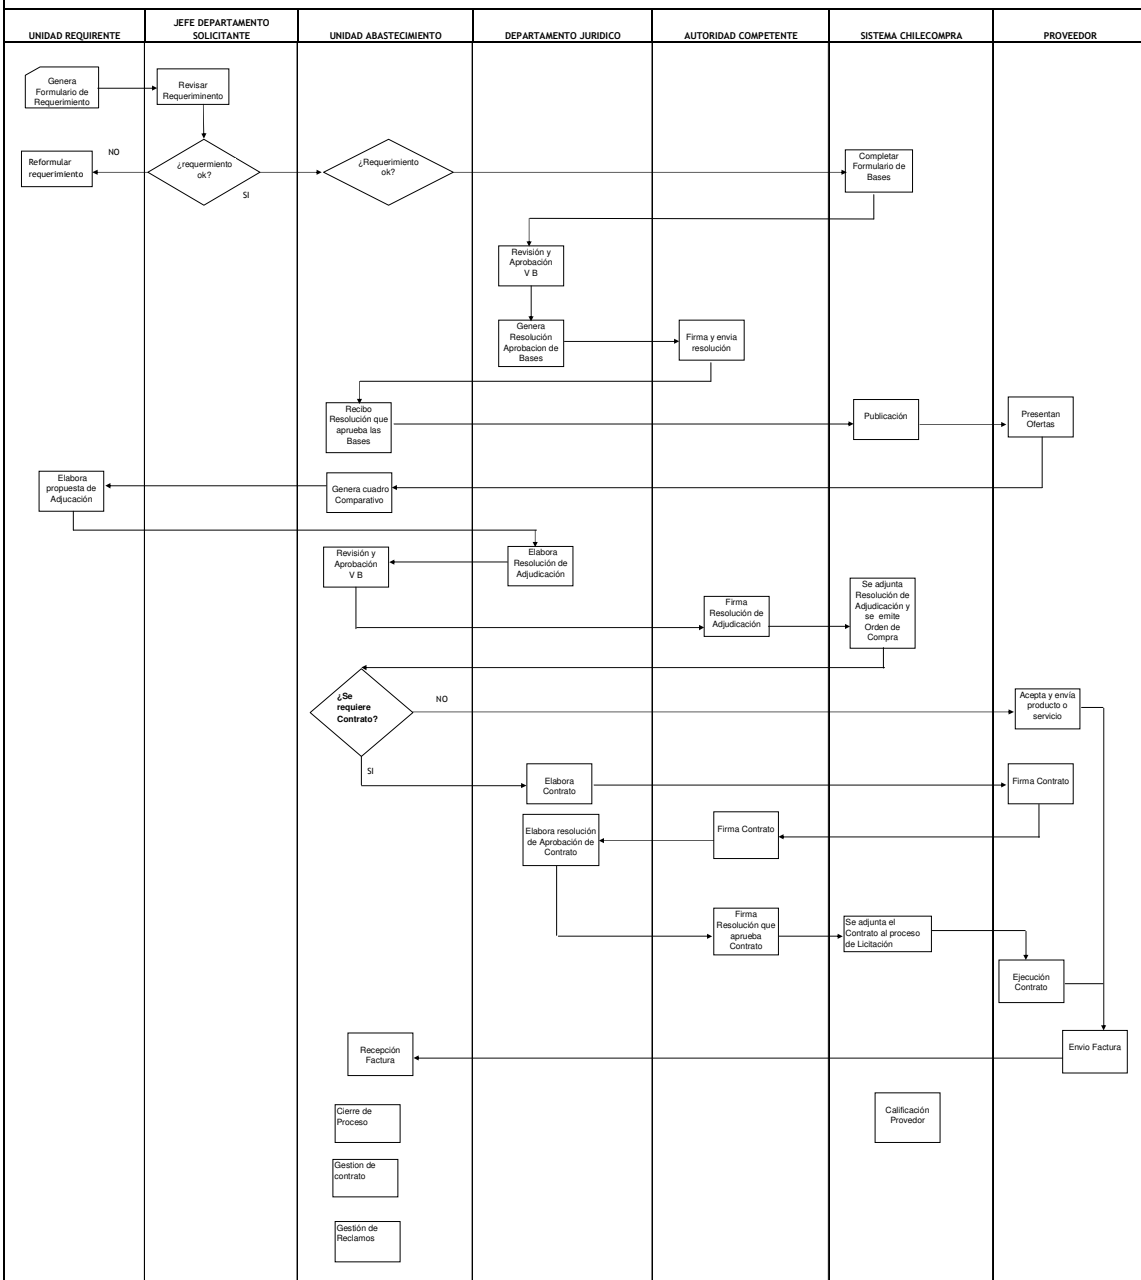 UNIDAD REQUIRENTE
JEFE DEPARTAMENTO
SOLICITANTE
UNIDAD ABASTECIMIENTO
DEPARTAMENTO JURIDICO
AUTORIDAD COMPETENTE
SISTEMA CHILECOMPRA
PROVEEDOR
Genera
Formulario de
Requerimiento
Revisar
Requeriminento
Reformular
requerimiento
NO
¿requermiento
ok?
SI
¿Requerimiento
ok?
Completar
Formulario de
Bases
Revisión y
Aprobación
V B
Genera
Resolución
Aprobacion de
Bases
Firma y envia
resolución
Recibo
Resolución que
aprueba las
Bases
Publicación
Presentan
Ofertas
Elabora
propuesta de
Adjucación
Genera cuadro
Comparativo
Revisión y
Aprobación
V B
Elabora
Resolución de
Adjudicación
Firma
Resolución de
Adjudicación
Se adjunta
Resolución de
Adjudicación y
se emite
Orden de
Compra
¿Se
requiere
Contrato?
NO
Acepta y envía
producto o
servicio
SI
Elabora
Contrato
Firma Contrato
Elabora resolución
de Aprobación de
Contrato
Firma Contrato
Firma
Resolución que
aprueba
Contrato
Se adjunta el
Contrato al proceso
de Licitación
Ejecución
Contrato
Recepción
Factura
Envio Factura
Cierre de
Proceso
Calificación
Provedor
Gestion de
contrato
Gestión de
Reclamos